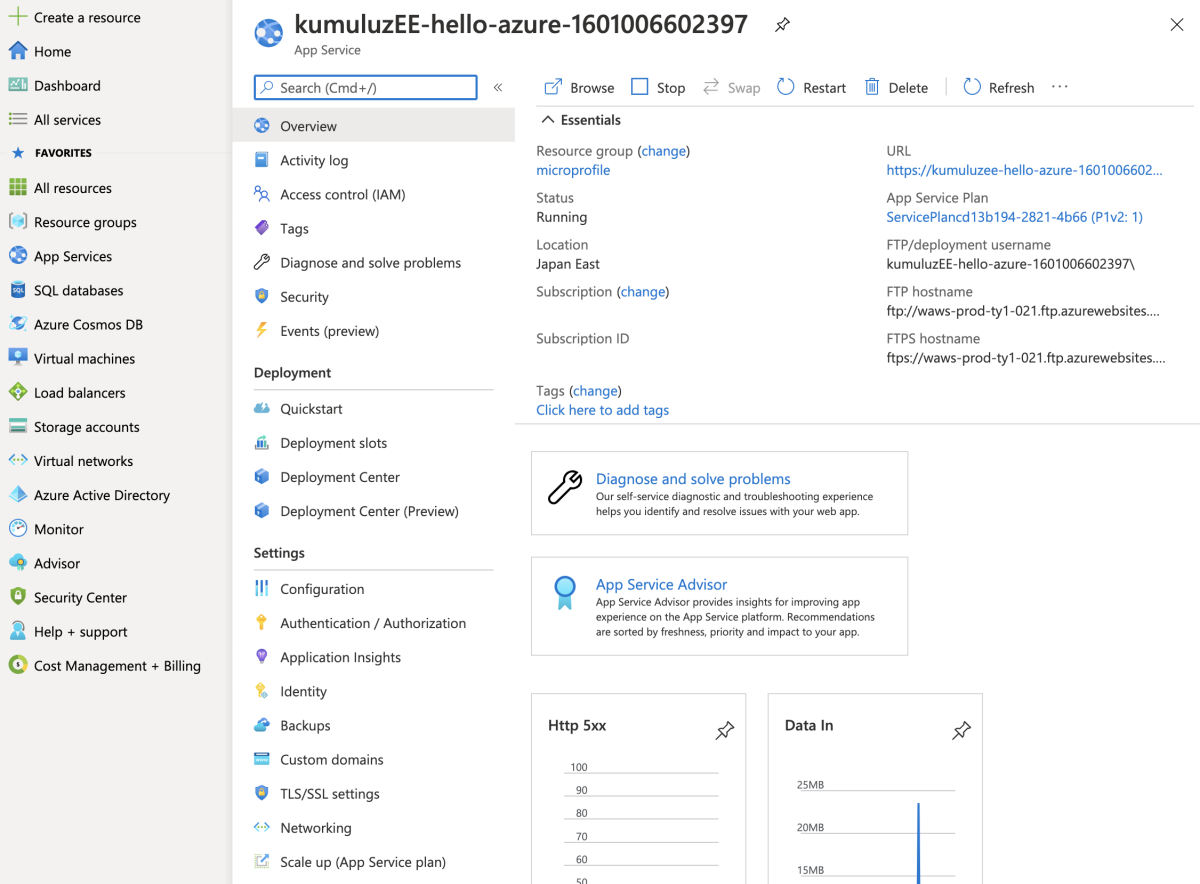 Create a resource
Home
Dashboard
All services
FAVORITES
All resources
Resource groups
App Services
SQL databases
Azure Cosmos DB
Virtual machines
Load balancers
Storage accounts
Virtual networks
Azure Active Directory
Monitor
Advisor
Security Center
Help + support
Cost Management + Billing
kumuluzEE-hello-azure-1601006602397
App Service
Search (Cmd+/)
«
Overview
Activity log
Access control (IAM)
Tags
Diagnose and solve problems
Security
Events (preview)
Deployment
Quickstart
Deployment slots
Deployment Center
Deployment Center (Preview)
Settings
Configuration
Authentication / Authorization
Application Insights
Identity
Backups
Custom domains
TLS/SSL settings
Networking
Scale up (App Service plan)
Browse Stop Swap Restart Delete Refresh ...
Essentials
Resource group (change)
microprofile
Status
Running
Location
Japan East
Subscription (change)
Subscription ID
Tags (change)
Click here to add tags
URL
https://kumuluzee-hello-azure-1601006602...
App Service Plan
ServicePlancd13b194-2821-4b66 (P1v2: 1)
FTP/deployment username
kumuluzEE-hello-azure-1601006602397\
FTP hostname
ftp://waws-prod-ty1-021.ftp.azurewebsites....
FTPS hostname
ftps://waws-prod-ty1-021.ftp.azurewebsites....
Diagnose and solve problems
Our self-service diagnostic and troubleshooting experience
helps you identify and resolve issues with your web app.
App Service Advisor
App Service Advisor provides insights for improving app
experience on the App Service platform. Recommendations
are sorted by freshness, priority and impact to your app.
Http 5xx
100
90
80
70
60
50
Data In
25MB
20MB
15MB